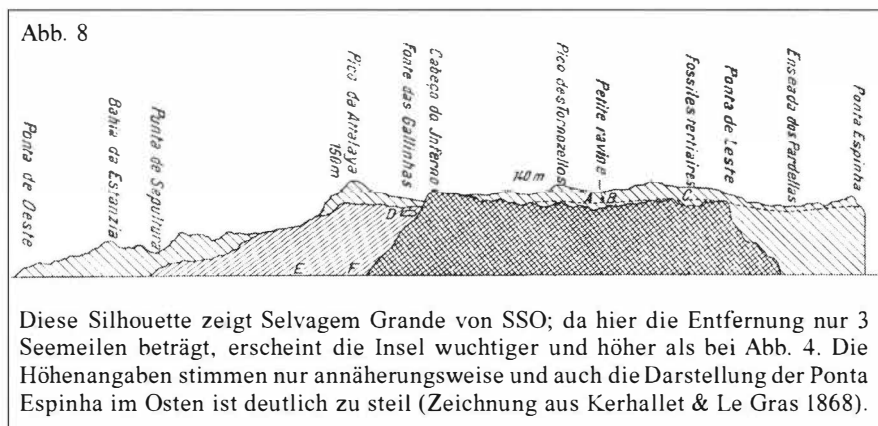 Abb. 8
Ponta de Oeste
Bahia da Estanzia
Punta de Sepultura
Pico da Atalaya
150m
Fonte das Gallinhas
Cabeço do Jnferno
140 m
Pico des Tornozellos
Petite ravine
Fossiles tertiaires
Ponta de Leste
Enseada dos Pardellas
Ponta Espinha
A B C
D
E F
Diese Silhouette zeigt Selvagem Grande von SSO; da hier die Entfernung nur 3
Seemeilen beträgt, erscheint die Insel wuchtiger und höher als bei Abb. 4. Die
Höhenangaben stimmen nur annäherungsweise und auch die Darstellung der Ponta
Espinha im Osten ist deutlich zu steil (Zeichnung aus Kerhallet & Le Gras 1868).